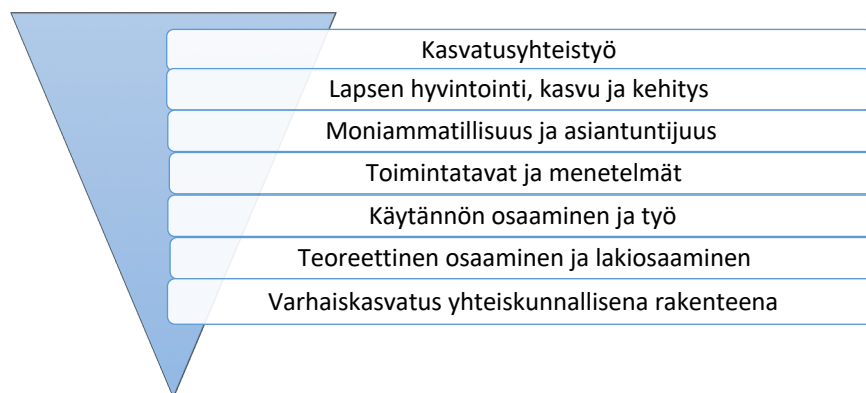 Kasvatusyhteistyö
Lapsen hyvintointi, kasvu ja kehitys
Moniammatillisuus ja asiantuntijuus
Toimintatavat ja menetelmät
Käytännön osaaminen ja työ
Teoreettinen osaaminen ja lakiosaaminen
Varhaiskasvatus yhteiskunnallisena rakenteena